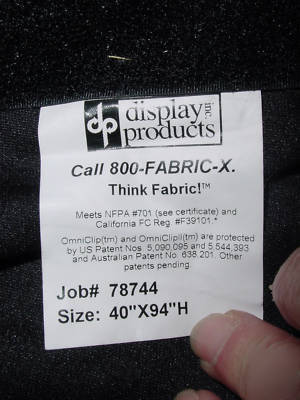 dp display inc.
products
Call 800-FABRIC-X.
Think Fabric!™
Meets NFPA #701 (see certificate) and
California FC Reg. #F39101.*
OmniClip(tm) and OmniClipII(tm) are protected
by US Patent Nos. 5,090,095 and 5,544,393
and Australian Patent No. 638,201. Other
patents pending.
Job# 78744
Size: 40"X94"H